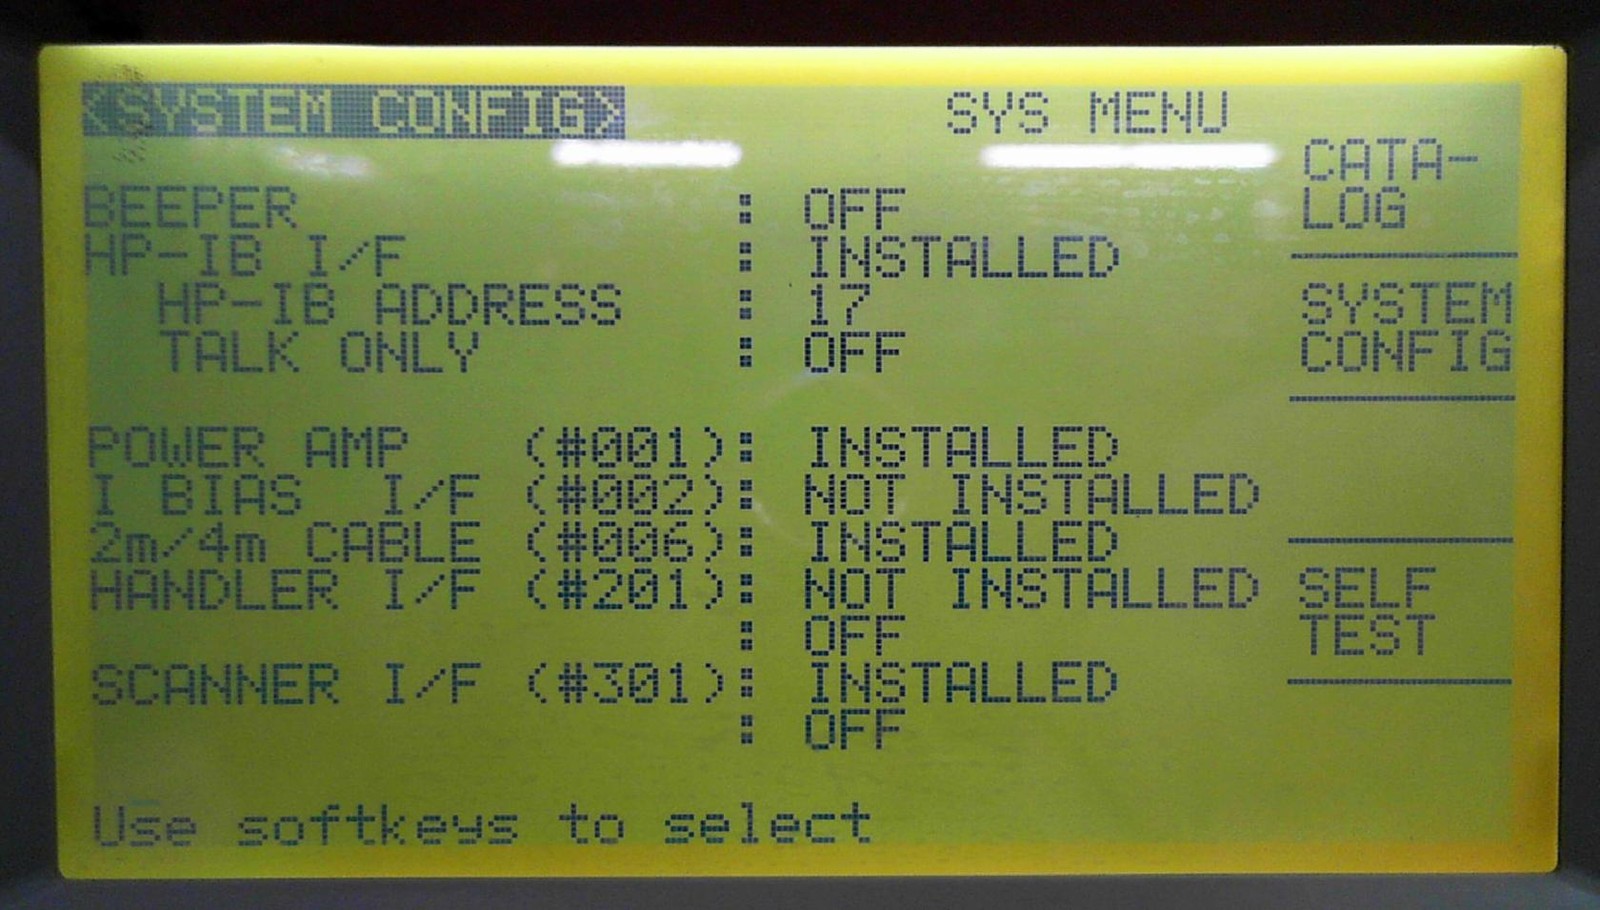 <SYSTEM CONFIG> SYS MENU
CATA-
LOG
BEEPER : OFF
HP-IB I/F : INSTALLED
HP-IB ADDRESS : 17
TALK ONLY : OFF
SYSTEM
CONFIG
POWER AMP (#001): INSTALLED
I BIAS I/F (#002): NOT INSTALLED
2m/4m CABLE (#006): INSTALLED
HANDLER I/F (#201): NOT INSTALLED
: OFF
SELF
TEST
SCANNER I/F (#301): INSTALLED
: OFF
Use softkeys to select